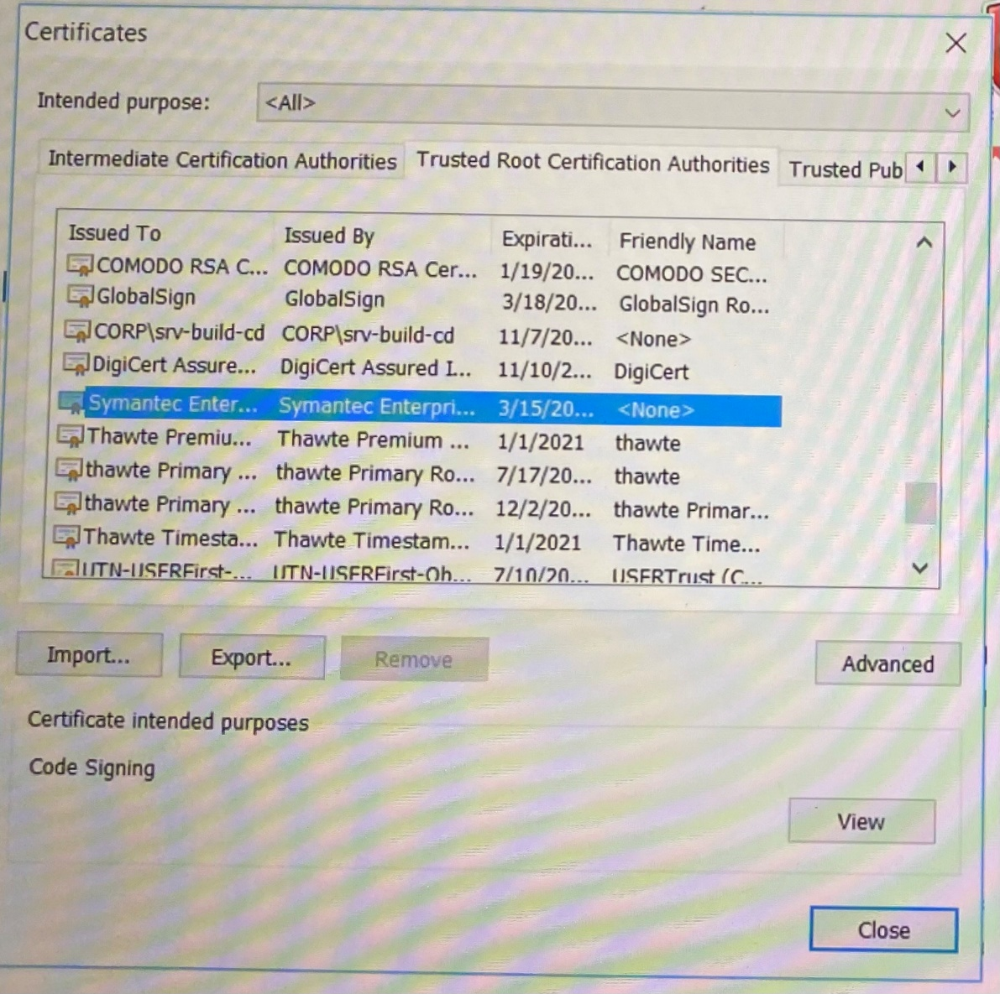 Certificates
Intended purpose: <All>
Intermediate Certification Authorities Trusted Root Certification Authorities Trusted Pub
Issued To Issued By Expirati... Friendly Name
COMODO RSA C... COMODO RSA Cer... 1/19/20... COMODO SEC...
GlobalSign GlobalSign 3/18/20... GlobalSign Ro...
CORP\srv-build-cd CORP\srv-build-cd 11/7/20... <None>
DigiCert Assure... DigiCert Assured I... 11/10/2... DigiCert
Symantec Enter... Symantec Enterpri... 3/15/20... <None>
Thawte Premiu... Thawte Premium ... 1/1/2021 thawte
thawte Primary ... thawte Primary Ro... 7/17/20... thawte
thawte Primary ... thawte Primary Ro... 12/2/20... thawte Primar...
Thawte Timesta... Thawte Timestam... 1/1/2021 Thawte Time...
UTN-USERFirst-... UTN-USERFirst-Ob... 7/10/20... USERTrust (C...
Import... Export... Remove Advanced
Certificate intended purposes
Code Signing
View
Close